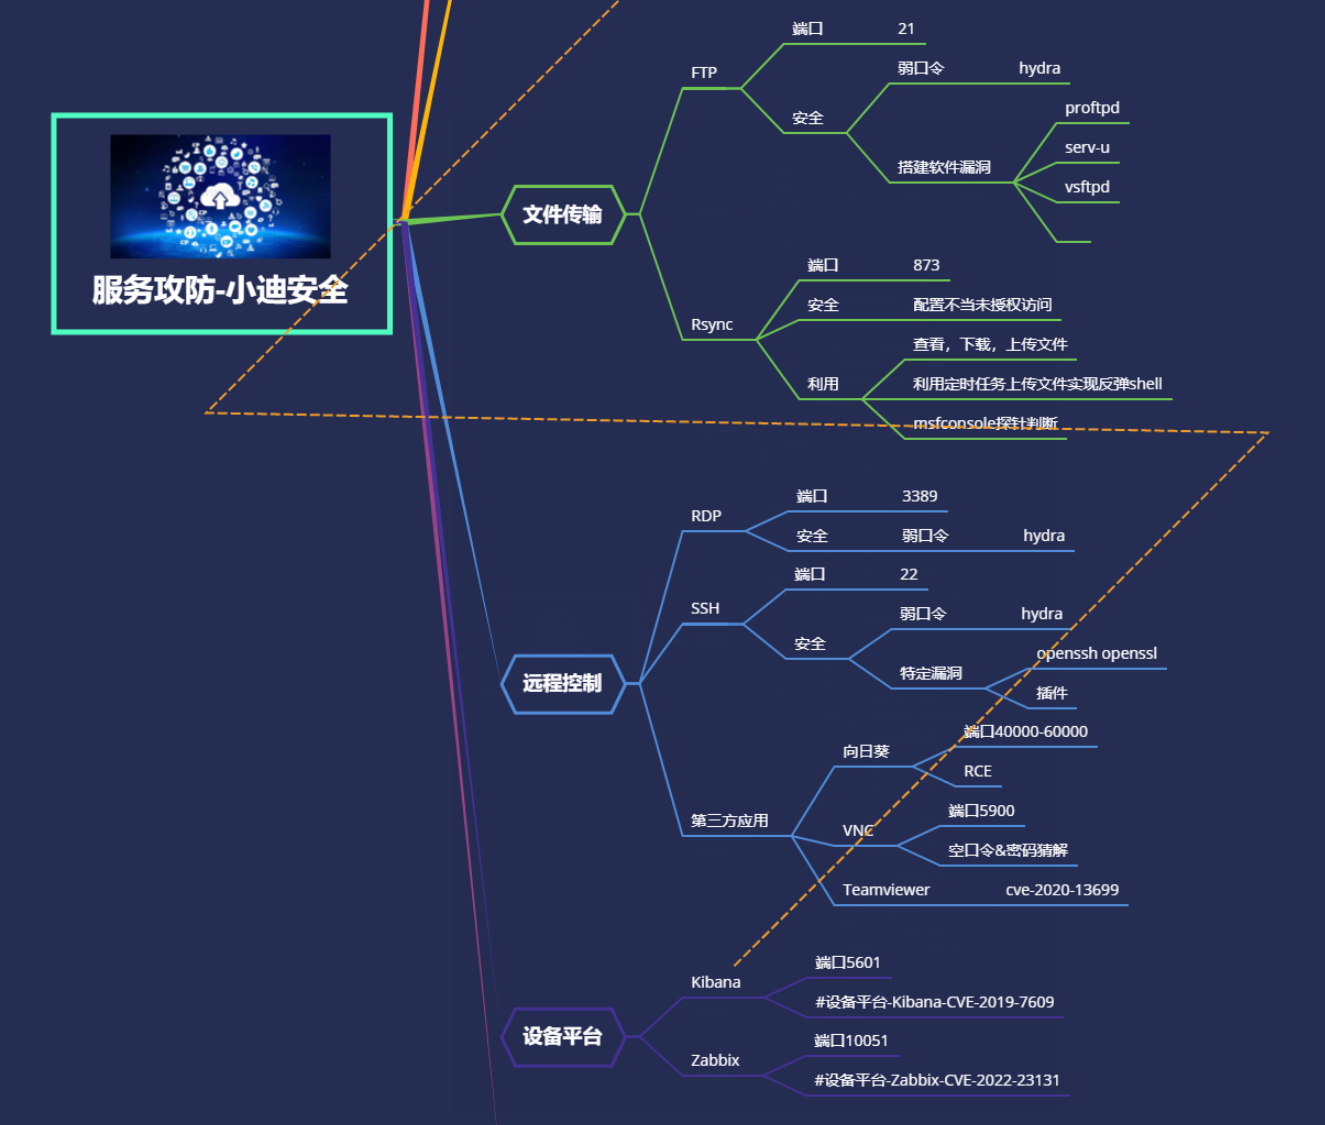 服务攻防-小迪安全
文件传输
FTP
端口 21
安全
弱口令 hydra
搭建软件漏洞
proftpd
serv-u
vsftpd
Rsync
端口 873
安全 配置不当未授权访问
利用
查看，下载，上传文件
利用定时任务上传文件实现反弹shell
msfconsole探针判断
远程控制
RDP
端口 3389
安全 弱口令 hydra
SSH
端口 22
安全
弱口令 hydra
特定漏洞
openssh openssl
插件
第三方应用
向日葵
端口40000-60000
RCE
VNC
端口5900
空口令&密码猜解
Teamviewer cve-2020-13699
设备平台
Kibana
端口5601
#设备平台-Kibana-CVE-2019-7609
Zabbix
端口10051
#设备平台-Zabbix-CVE-2022-23131